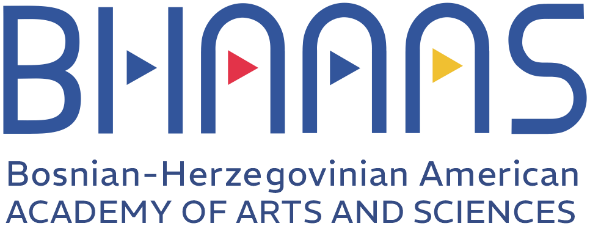 BHAAAS
Bosnian-Herzegovinian American
ACADEMY OF ARTS AND SCIENCES